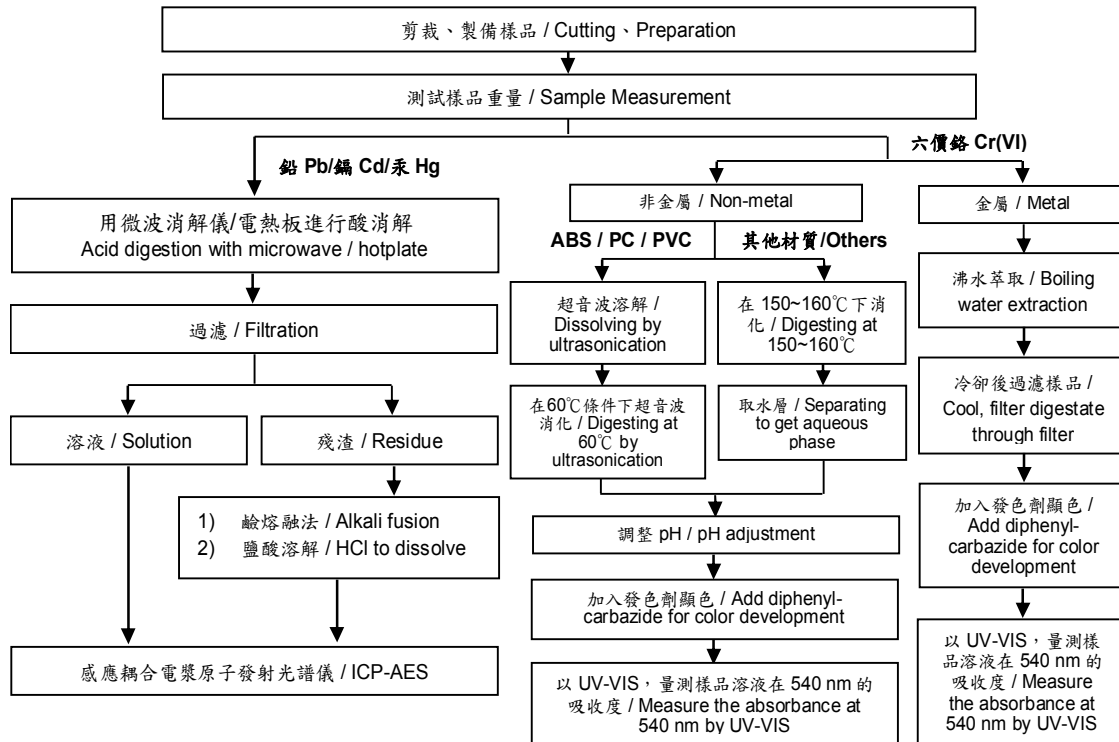 剪裁、製備樣品 / Cutting、Preparation
測試樣品重量 / Sample Measurement
鉛 Pb/鎘 Cd/汞 Hg
六價鉻 Cr(VI)
用微波消解儀/電熱板進行酸消解
Acid digestion with microwave / hotplate
過濾 / Filtration
溶液 / Solution
殘渣 / Residue
1) 鹼熔融法 / Alkali fusion
2) 鹽酸溶解 / HCl to dissolve
感應耦合電漿原子發射光譜儀 / ICP-AES
非金屬 / Non-metal
ABS / PC / PVC
其他材質/Others
超音波溶解 /
Dissolving by
ultrasonication
在60℃條件下超音波
消化 / Digesting at
60℃ by
ultrasonication
在 150~160℃下消
化 / Digesting at
150~160℃
取水層 / Separating
to get aqueous
phase
調整 pH / pH adjustment
加入發色劑顯色 / Add diphenyl-
carbazide for color development
以 UV-VIS，量測樣品溶液在 540 nm 的
吸收度 / Measure the absorbance at
540 nm by UV-VIS
金屬 / Metal
沸水萃取 / Boiling
water extraction
冷卻後過濾樣品 /
Cool, filter digestate
through filter
加入發色劑顯色 /
Add diphenyl-
carbazide for color
development
以 UV-VIS，量測樣
品溶液在 540 nm 的
吸收度 / Measure
the absorbance at
540 nm by UV-VIS